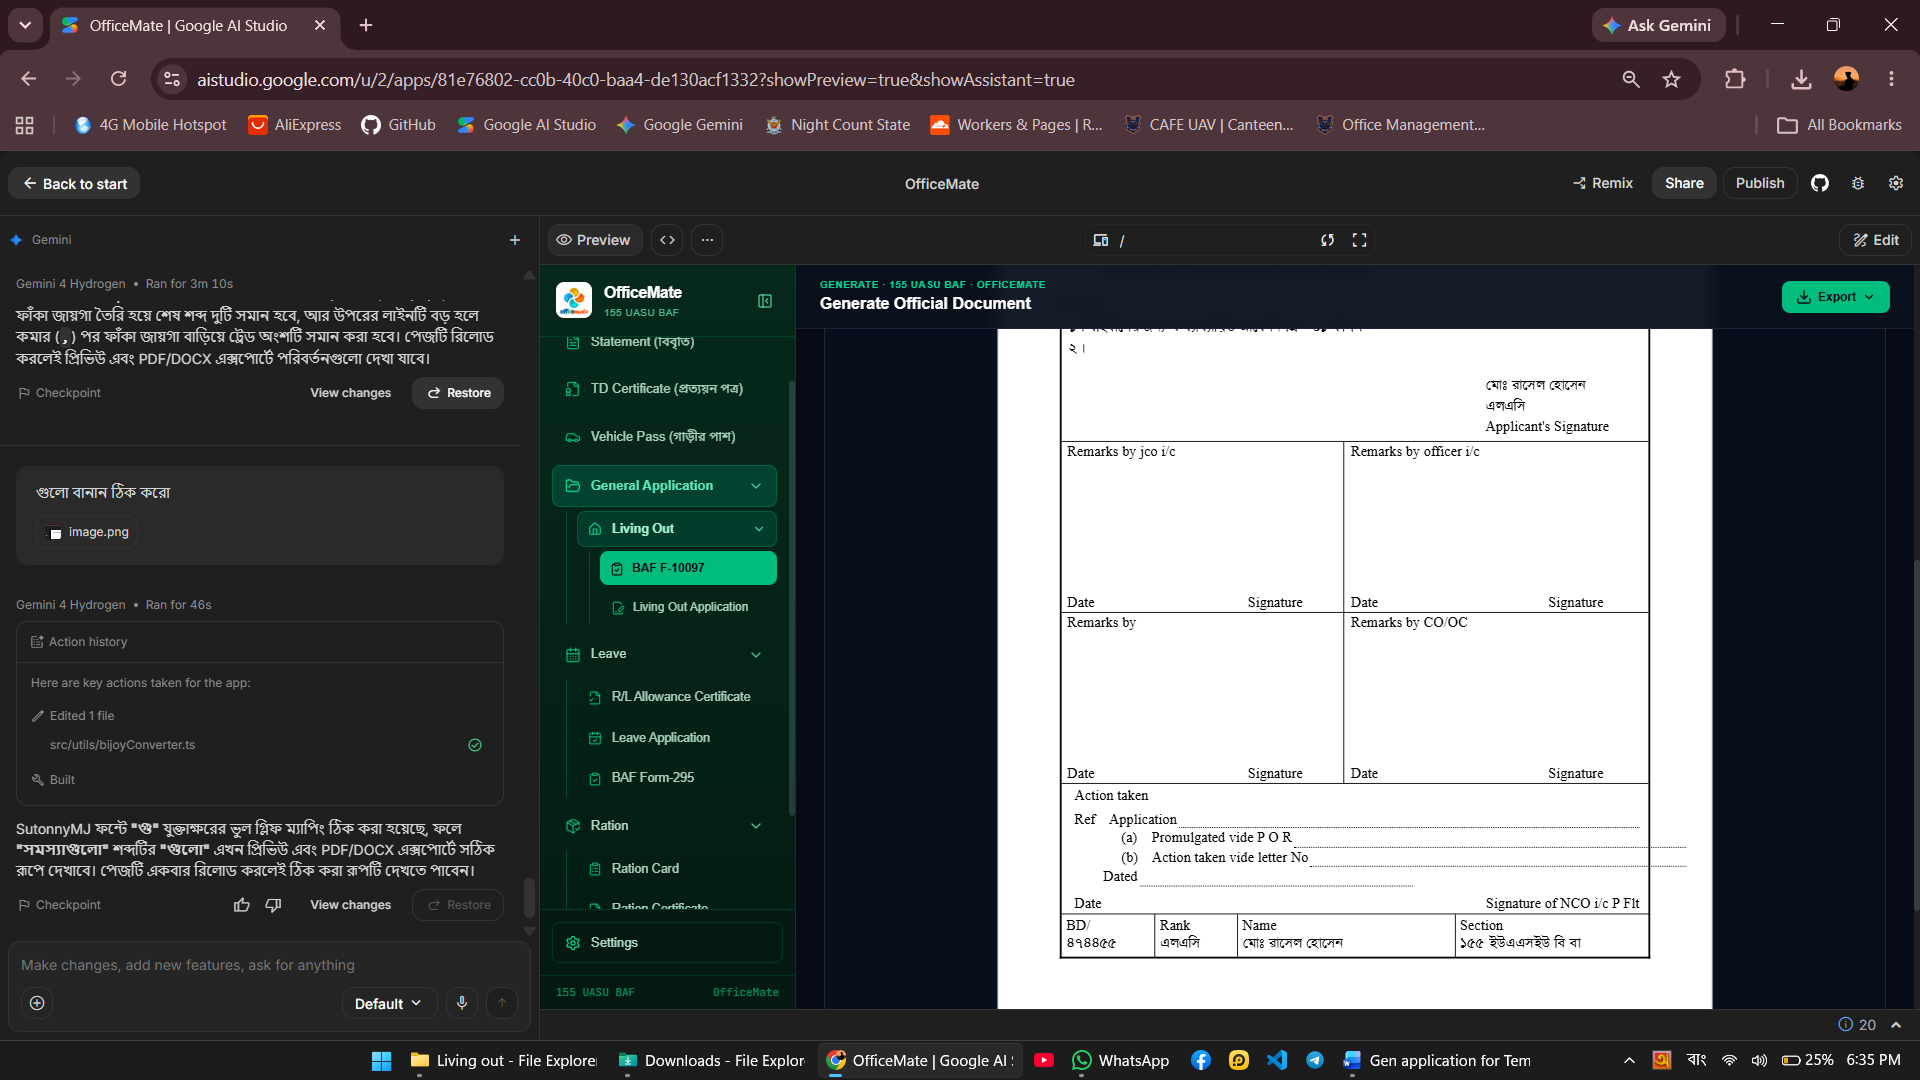 OfficeMate | Google AI Studio
Ask Gemini
aistudio.google.com/u/2/apps/81e76802-cc0b-40c0-baa4-de130acf1332?showPreview=true&showAssistant=true
4G Mobile Hotspot
AliExpress
GitHub
Google AI Studio
Google Gemini
Night Count State
Workers & Pages | R...
CAFE UAV | Canteen...
Office Management...
All Bookmarks
Back to start
OfficeMate
Remix
Share
Publish
Gemini
Preview
/
Edit
Gemini 4 Hydrogen • Ran for 3m 10s
ফাঁকা জায়গা তৈরি হয়ে শেষ শব্দ দুটি সমান হবে, আর উপরের লাইনটি বড় হলে
কমার (,) পর ফাঁকা জায়গা বাড়িয়ে ট্রেড অংশটি সমান করা হবে। পেজটি রিলোড
করলেই প্রিভিউ এবং PDF/DOCX এক্সপোর্টে পরিবর্তনগুলো দেখা যাবে।
Checkpoint
View changes
Restore
গুলো বানান ঠিক করো
image.png
Gemini 4 Hydrogen • Ran for 46s
Action history
Here are key actions taken for the app:
Edited 1 file
src/utils/bijoyConverter.ts
Built
SutonnyMJ ফন্টে "গু" যুক্তাক্ষরের ভুল গ্লিফ ম্যাপিং ঠিক করা হয়েছে, ফলে
"সমস্যাগুলো" শব্দটির "গুলো" এখন প্রিভিউ এবং PDF/DOCX এক্সপোর্টে সঠিক
রূপে দেখাবে। পেজটি একবার রিলোড করলেই ঠিক করা রূপটি দেখতে পাবেন।
Checkpoint
View changes
Restore
Make changes, add new features, ask for anything
Default
OfficeMate
155 UASU BAF
Statement (বিবৃতি)
TD Certificate (প্রত্যয়ন পত্র)
Vehicle Pass (গাড়ীর পাশ)
General Application
Living Out
BAF F-10097
Living Out Application
Leave
R/L Allowance Certificate
Leave Application
BAF Form-295
Ration
Ration Card
Ration Certificate
Settings
155 UASU BAF
OfficeMate
GENERATE · 155 UASU BAF · OFFICEMATE
Generate Official Document
Export
২।
মোঃ রাসেল হোসেন
এলএসি
Applicant's Signature
Remarks by jco i/c
Remarks by officer i/c
Date Signature
Date Signature
Remarks by
Remarks by CO/OC
Date Signature
Date Signature
Action taken
Ref Application
(a) Promulgated vide P O R
(b) Action taken vide letter No
Dated
Date
Signature of NCO i/c P Flt
BD/
৪৭৪৪৫৫
Rank
এলএসি
Name
মোঃ রাসেল হোসেন
Section
১৫৫ ইউএএসইউ বি বা
20
Living out - File Explorer
Downloads - File Explor
OfficeMate | Google AI S
WhatsApp
Gen application for Tem
বাং
25%
6:35 PM